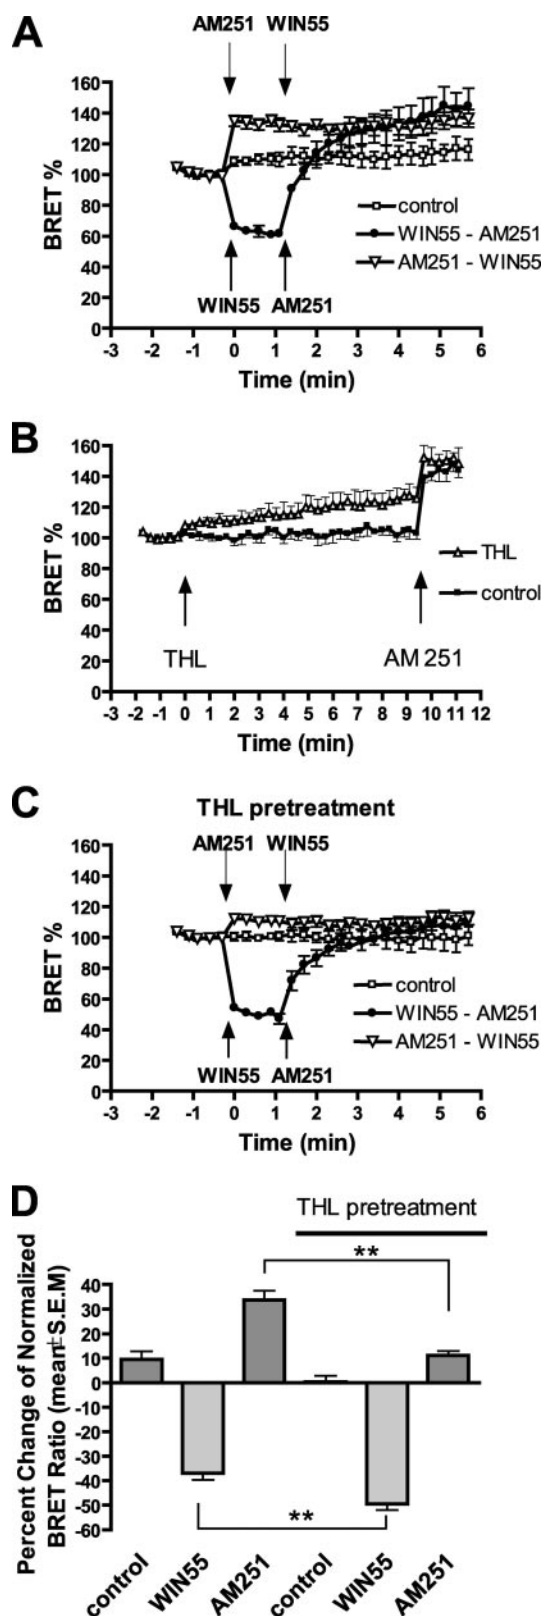 A
AM251 WIN55
160
140
120
100
80
60
40
20
0
BRET %
control
WIN55 - AM251
AM251 - WIN55
WIN55 AM251
-3 -2 -1 0 1 2 3 4 5 6
Time (min)
B
160
140
120
100
80
60
40
20
0
BRET %
THL
control
THL AM 251
-3 -2 -1 0 1 2 3 4 5 6 7 8 9 10 11 12
Time (min)
C
THL pretreatment
AM251 WIN55
160
140
120
100
80
60
40
20
0
BRET %
control
WIN55 - AM251
AM251 - WIN55
WIN55 AM251
-3 -2 -1 0 1 2 3 4 5 6
Time (min)
D
THL pretreatment
**
40
30
20
10
0
-10
-20
-30
-40
-50
-60
Percent Change of Normalized
BRET Ratio (mean±S.E.M)
**
control WIN55 AM251 control WIN55 AM251